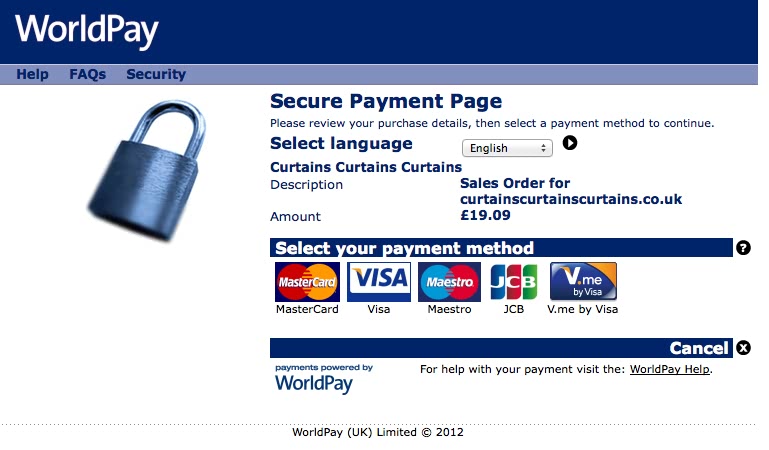 WorldPay
Help FAQs Security
Secure Payment Page
Please review your purchase details, then select a payment method to continue.
Select language English
Curtains Curtains Curtains
Description Sales Order for
curtainscurtainscurtains.co.uk
Amount £19.09
Select your payment method ?
MasterCard VISA Maestro JCB V.me
by Visa
MasterCard Visa Maestro JCB V.me by Visa
Cancel X
payments powered by
WorldPay
For help with your payment visit the: WorldPay Help.
WorldPay (UK) Limited © 2012